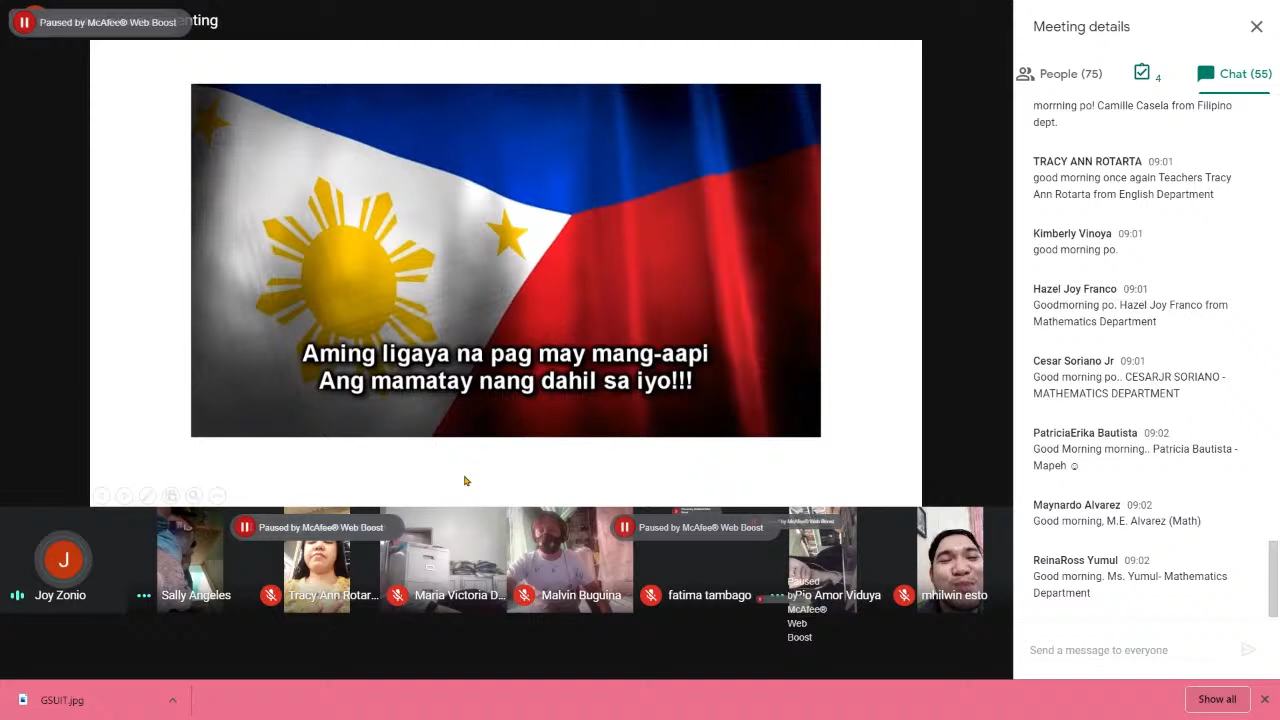 Paused by McAfee® Web Boost
nting
Aming ligaya na pag may mang-aapi
Ang mamatay nang dahil sa iyo!!!
Paused by McAfee® Web Boost
Paused by McAfee® Web Boost
J
Joy Zonio
Sally Angeles
Tracy Ann Rotar...
Maria Victoria D...
Malvin Buguina
fatima tambago
Paused
by
McAfee®
Web
Boost
Pio Amor Viduya
mhilwin esto
Meeting details
People (75)
4
Chat (55)
morrning po! Camille Casela from Filipino
dept.
TRACY ANN ROTARTA 09:01
good morning once again Teachers Tracy
Ann Rotarta from English Department
Kimberly Vinoya 09:01
good morning po.
Hazel Joy Franco 09:01
Goodmorning po. Hazel Joy Franco from
Mathematics Department
Cesar Soriano Jr 09:01
Good morning po.. CESARJR SORIANO -
MATHEMATICS DEPARTMENT
PatriciaErika Bautista 09:02
Good Morning morning.. Patricia Bautista -
Mapeh ☺
Maynardo Alvarez 09:02
Good morning, M.E. Alvarez (Math)
ReinaRoss Yumul 09:02
Good morning. Ms. Yumul- Mathematics
Department
Send a message to everyone
GSUIT.jpg
Show all